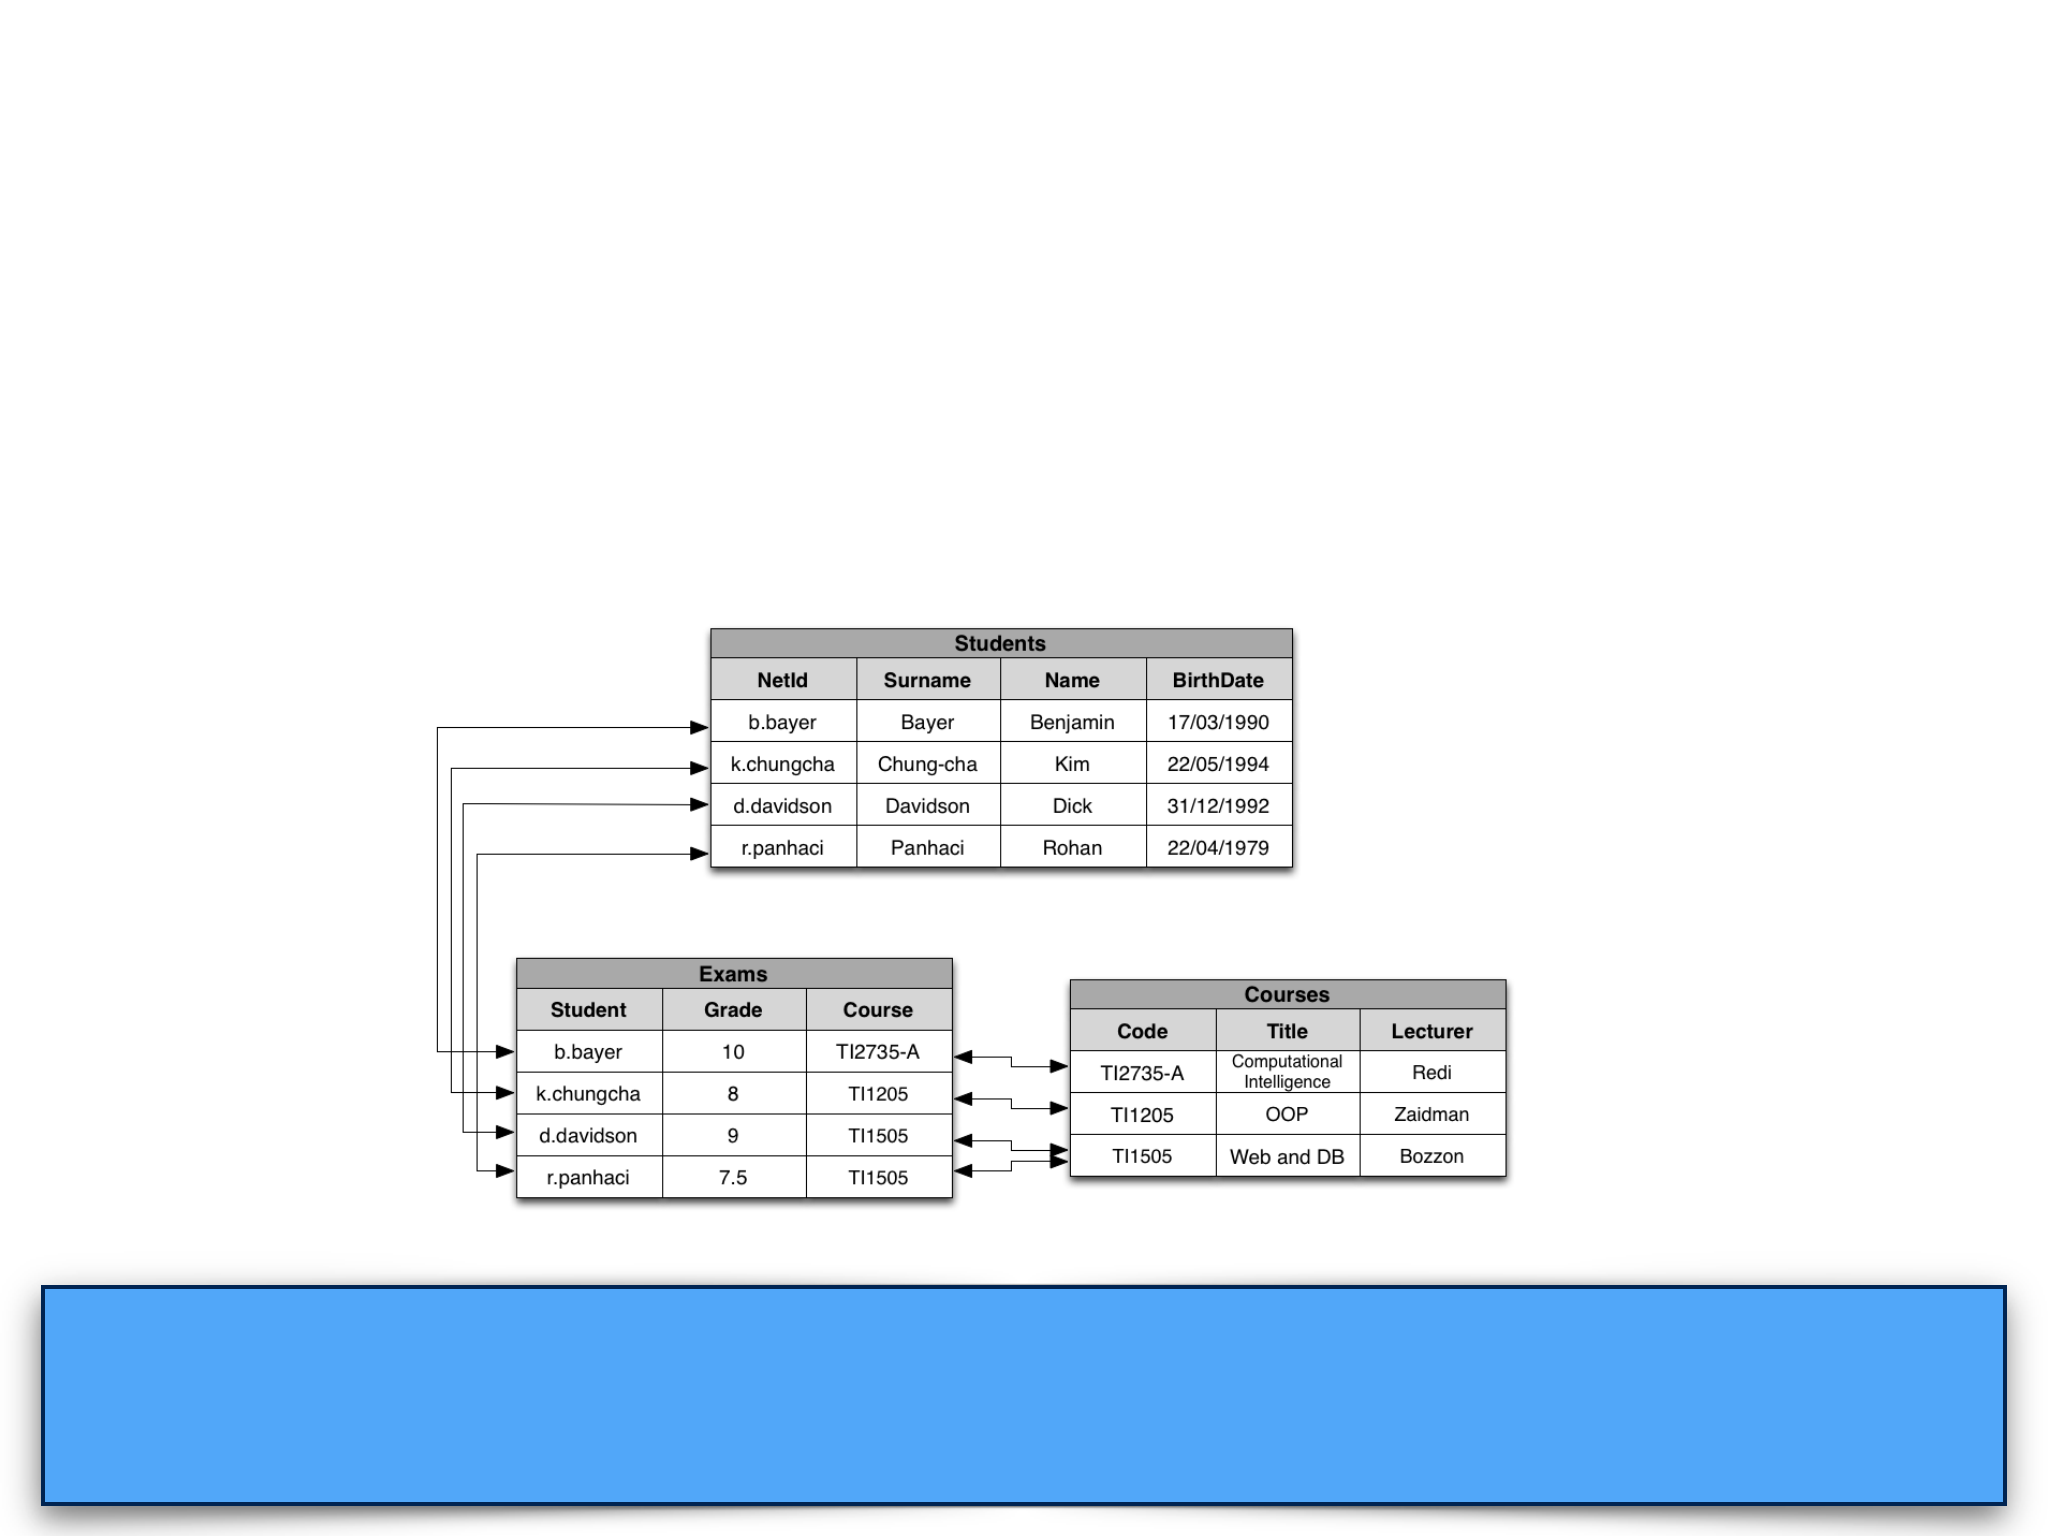 Students
NetId Surname Name BirthDate
b.bayer Bayer Benjamin 17/03/1990
k.chungcha Chung-cha Kim 22/05/1994
d.davidson Davidson Dick 31/12/1992
r.panhaci Panhaci Rohan 22/04/1979
Exams
Student Grade Course
b.bayer 10 TI2735-A
k.chungcha 8 TI1205
d.davidson 9 TI1505
r.panhaci 7.5 TI1505
Courses
Code Title Lecturer
TI2735-A Computational Intelligence Redi
TI1205 OOP Zaidman
TI1505 Web and DB Bozzon